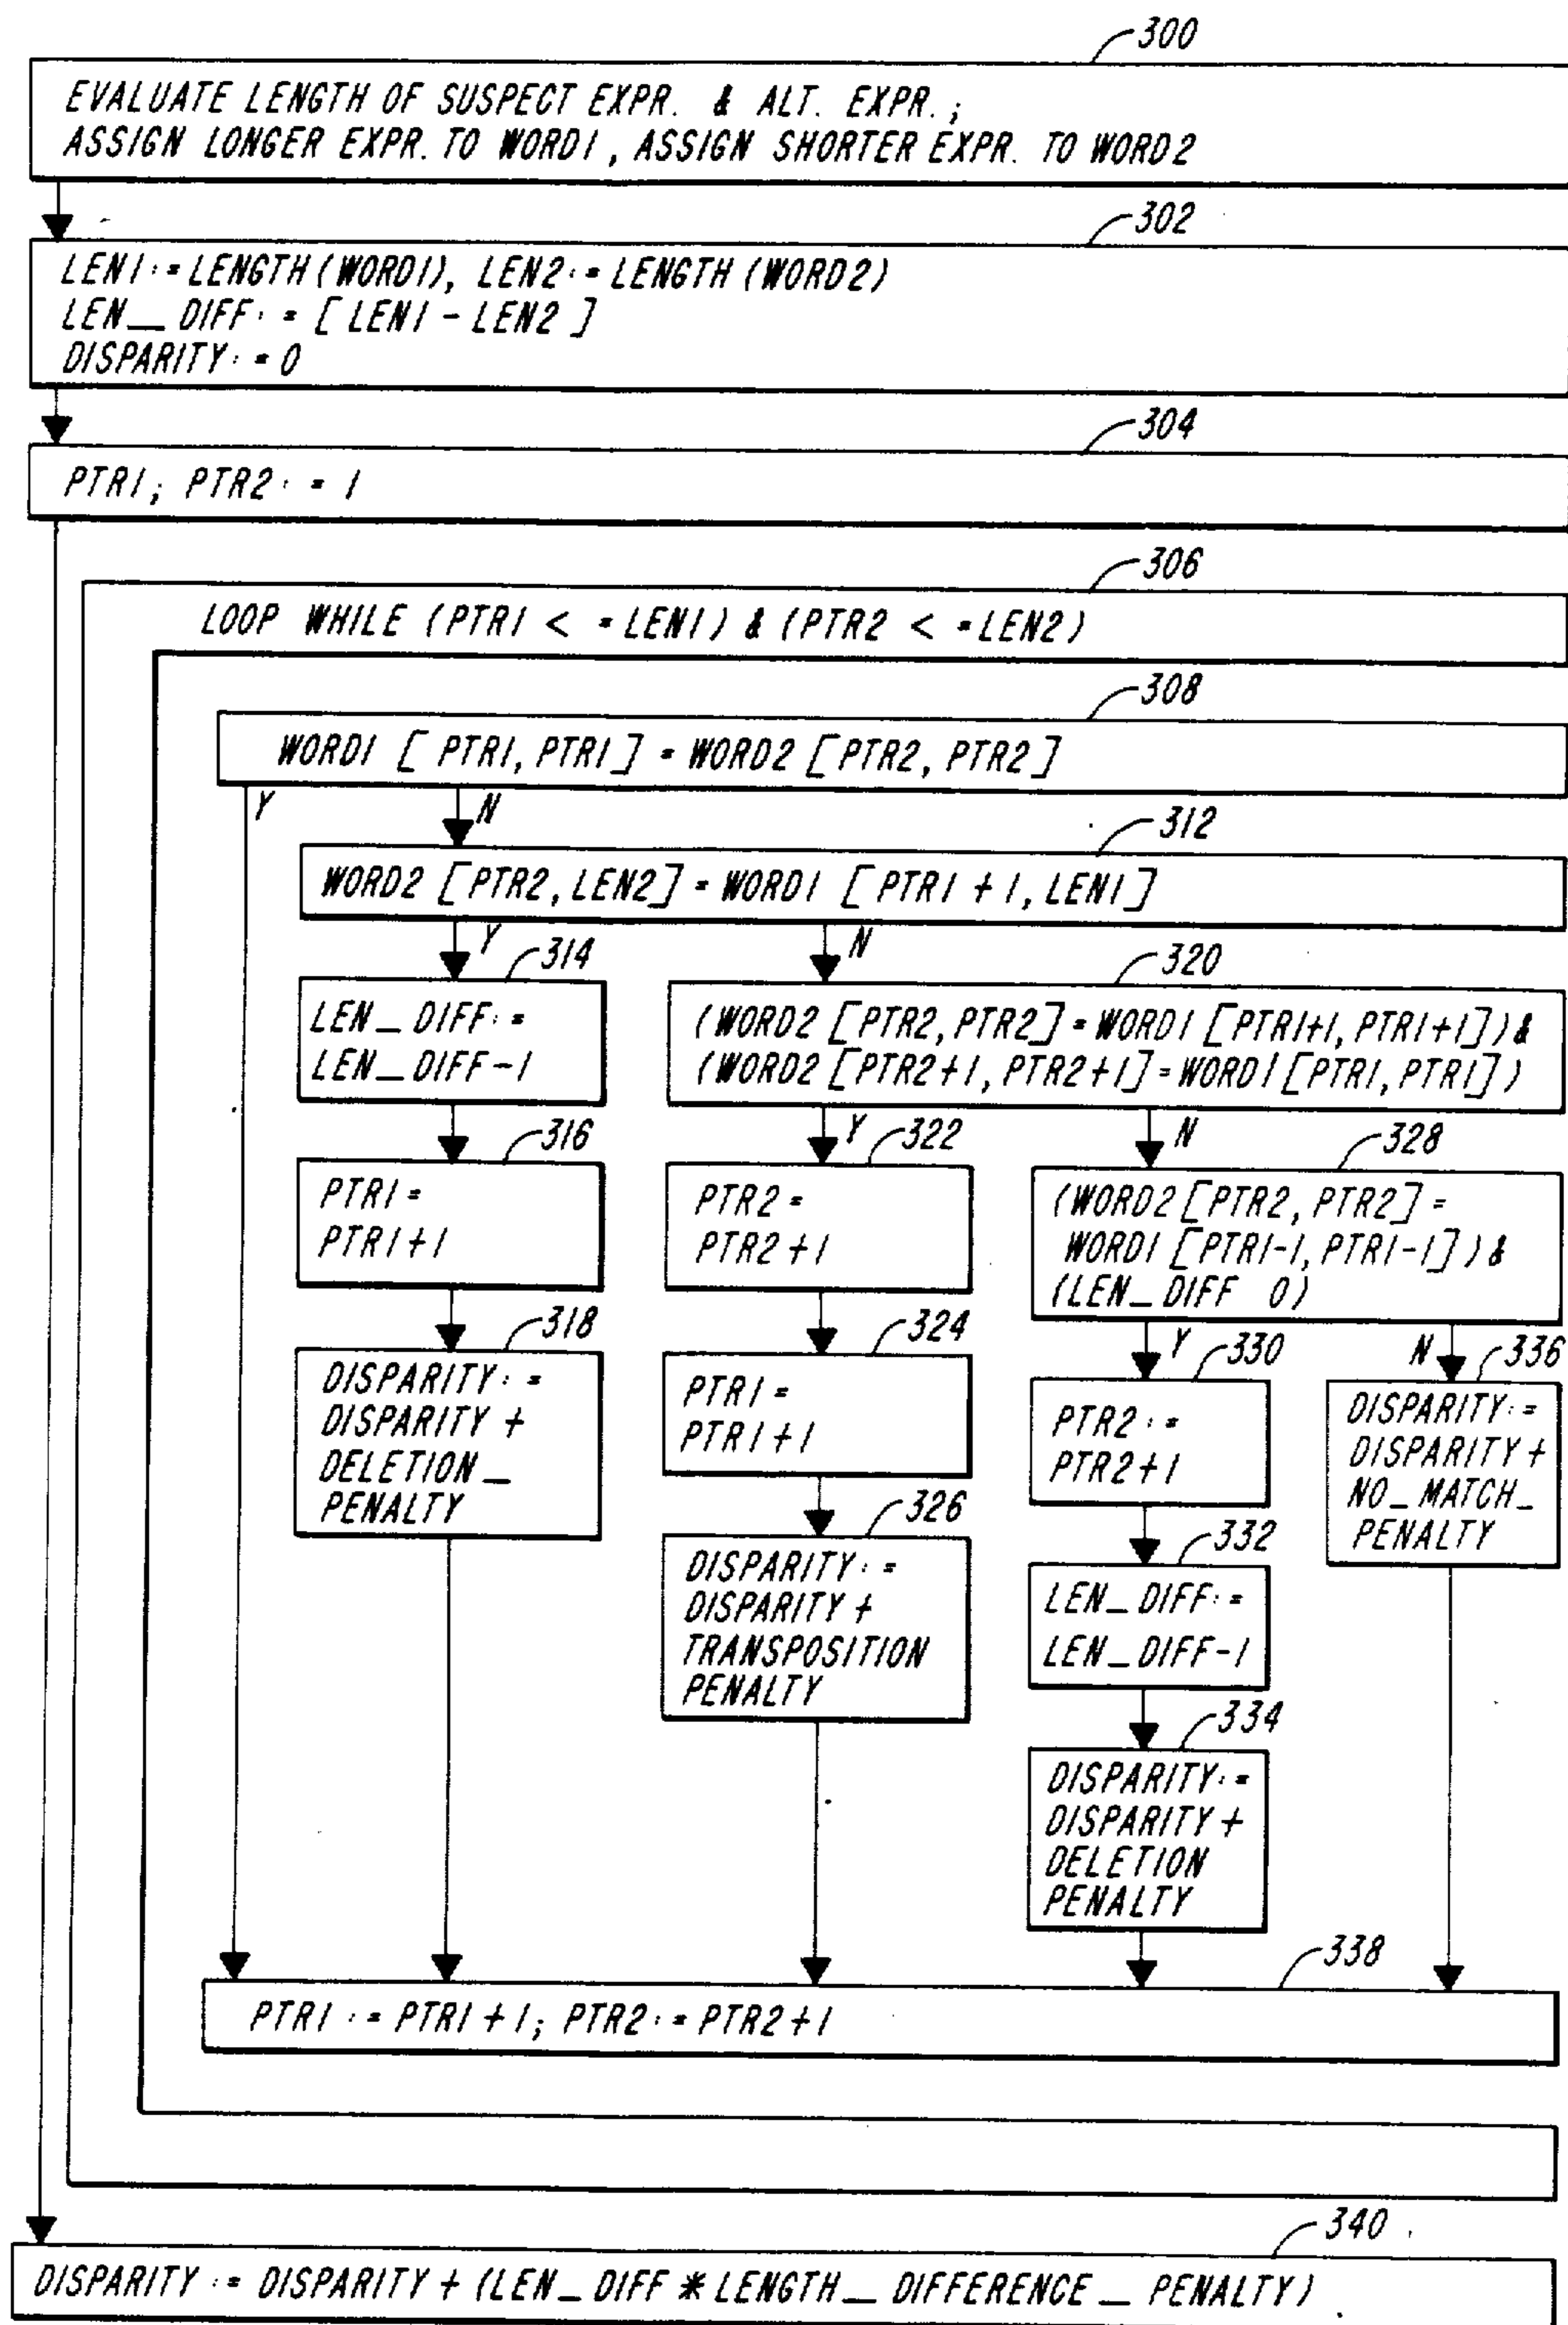 300
EVALUATE LENGTH OF SUSPECT EXPR. & ALT. EXPR.;
ASSIGN LONGER EXPR. TO WORD1, ASSIGN SHORTER EXPR. TO WORD2
302
LEN1:=LENGTH(WORD1), LEN2:=LENGTH(WORD2)
LEN_DIFF:=[LEN1-LEN2]
DISPARITY:=0
304
PTR1; PTR2:=1
306
LOOP WHILE (PTR1 <=LEN1) & (PTR2 <=LEN2)
308
WORD1 [PTR1, PTR1] = WORD2 [PTR2, PTR2]
Y
N
312
WORD2 [PTR2, LEN2] = WORD1 [PTR1+1, LEN1]
Y
N
314
LEN_DIFF:=
LEN_DIFF-1
320
(WORD2 [PTR2, PTR2] = WORD1 [PTR1+1, PTR1+1]) &
(WORD2 [PTR2+1, PTR2+1] = WORD1 [PTR1, PTR1])
Y
N
316
PTR1=
PTR1+1
322
PTR2=
PTR2+1
328
(WORD2 [PTR2, PTR2] =
WORD1 [PTR1-1, PTR1-1]) &
(LEN_DIFF 0)
Y
N
318
DISPARITY:=
DISPARITY+
DELETION_
PENALTY
324
PTR1=
PTR1+1
330
PTR2:=
PTR2+1
336
DISPARITY:=
DISPARITY+
NO_MATCH_
PENALTY
326
DISPARITY:=
DISPARITY+
TRANSPOSITION
PENALTY
332
LEN_DIFF:=
LEN_DIFF-1
334
DISPARITY:=
DISPARITY+
DELETION
PENALTY
338
PTR1:=PTR1+1; PTR2:=PTR2+1
340
DISPARITY:=DISPARITY+(LEN_DIFF*LENGTH_DIFFERENCE_PENALTY)